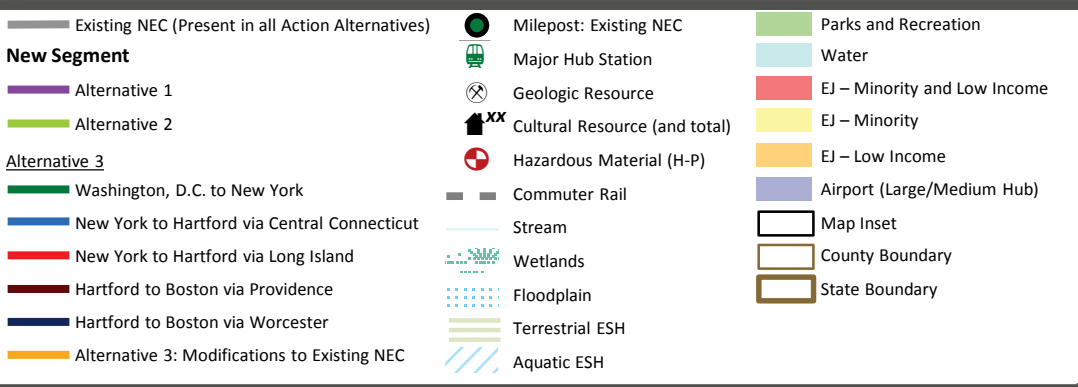 Existing NEC (Present in all Action Alternatives)
New Segment
Alternative 1
Alternative 2
Alternative 3
Washington, D.C. to New York
New York to Hartford via Central Connecticut
New York to Hartford via Long Island
Hartford to Boston via Providence
Hartford to Boston via Worcester
Alternative 3: Modifications to Existing NEC
Milepost: Existing NEC
Major Hub Station
Geologic Resource
xx Cultural Resource (and total)
Hazardous Material (H-P)
Commuter Rail
Stream
Wetlands
Floodplain
Terrestrial ESH
Aquatic ESH
Parks and Recreation
Water
EJ – Minority and Low Income
EJ – Minority
EJ – Low Income
Airport (Large/Medium Hub)
Map Inset
County Boundary
State Boundary